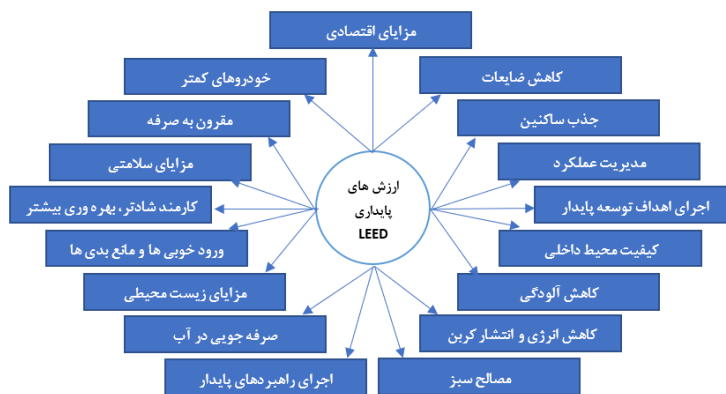 مزایای اقتصادی
کاهش ضایعات
خودروهای کمتر
جذب ساکنین
مقرون به صرفه
مدیریت عملکرد
مزایای سلامتی
ارزش های
پایداری
LEED
اجرای اهداف توسعه پایدار
کارمند شادتر، بهره وری بیشتر
کیفیت محیط داخلی
ورود خوبی ها و مانع بدی ها
کاهش آلودگی
مزایای زیست محیطی
کاهش انرژی و انتشار کربن
صرفه جویی در آب
مصالح سبز
اجرای راهبردهای پایدار